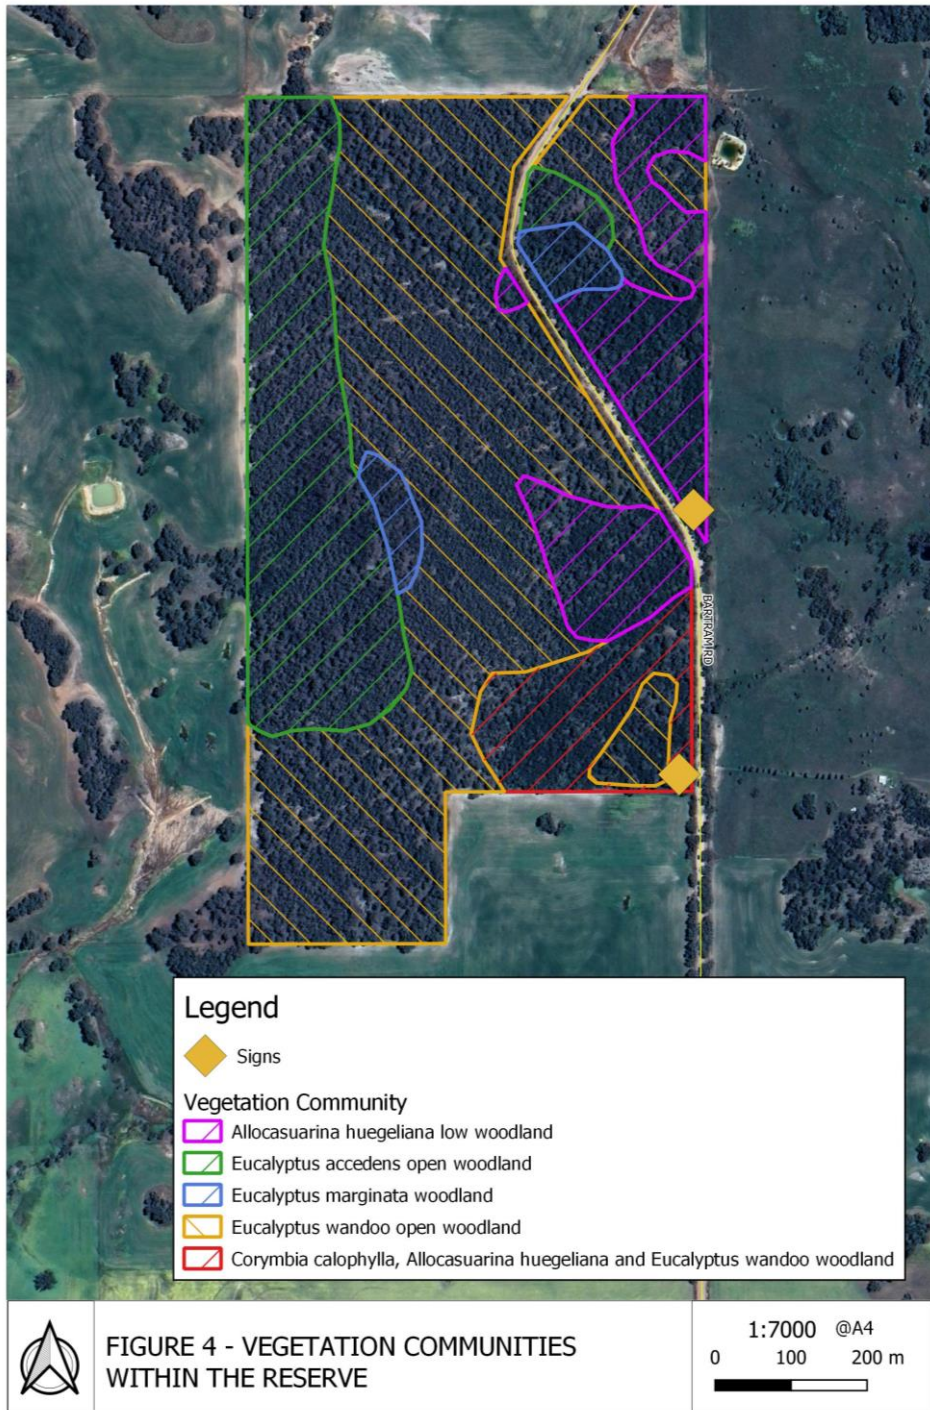 BARTRAM RD
Legend
Signs
Vegetation Community
Allocasuarina huegeliana low woodland
Eucalyptus accedens open woodland
Eucalyptus marginata woodland
Eucalyptus wandoo open woodland
Corymbia calophylla, Allocasuarina huegeliana and Eucalyptus wandoo woodland
FIGURE 4 - VEGETATION COMMUNITIES
WITHIN THE RESERVE
1:7000 @A4
0 100 200 m